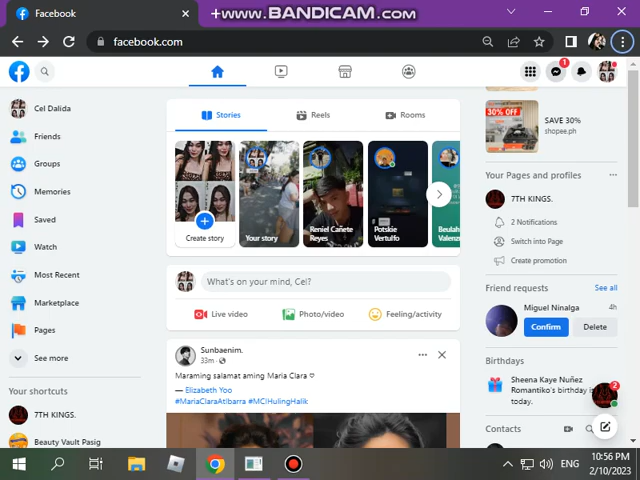 Facebook
www.BANDICAM.com
facebook.com
1
Cel Dalida
Friends
Groups
Memories
Saved
Watch
Most Recent
Marketplace
Pages
See more
Your shortcuts
7TH KINGS.
Beauty Vault Pasig
Stories
Reels
Rooms
Create story
Your story
Reniel Cañete
Reyes
Potskie
Vertulfo
Beulah
Valenz
What's on your mind, Cel?
Live video
Photo/video
Feeling/activity
Sunbaenim.
33m
Maraming salamat aming Maria Clara ♡
— Elizabeth Yoo
#MariaClaraAtIbarra #MCIHulingHalik
30% OFF
SAVE 30%
shopee.ph
Your Pages and profiles
7TH KINGS.
2 Notifications
Switch into Page
Create promotion
Friend requests
See all
Miguel Ninalga
4h
Confirm
Delete
Birthdays
Sheena Kaye Nuñez
Romantiko's birthday is
today.
2
Contacts
ENG
10:56 PM
2/10/2023